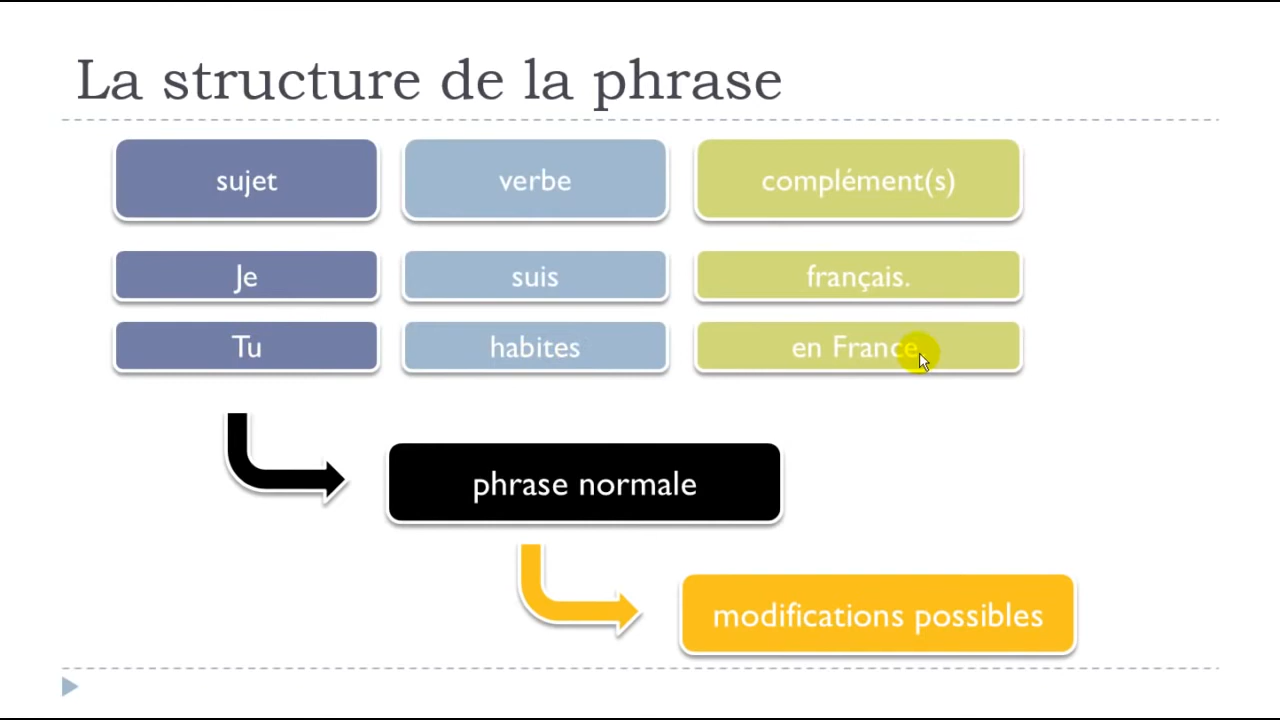 La structure de la phrase
sujet verbe complément(s)
Je suis français.
Tu habites en France
phrase normale
modifications possibles